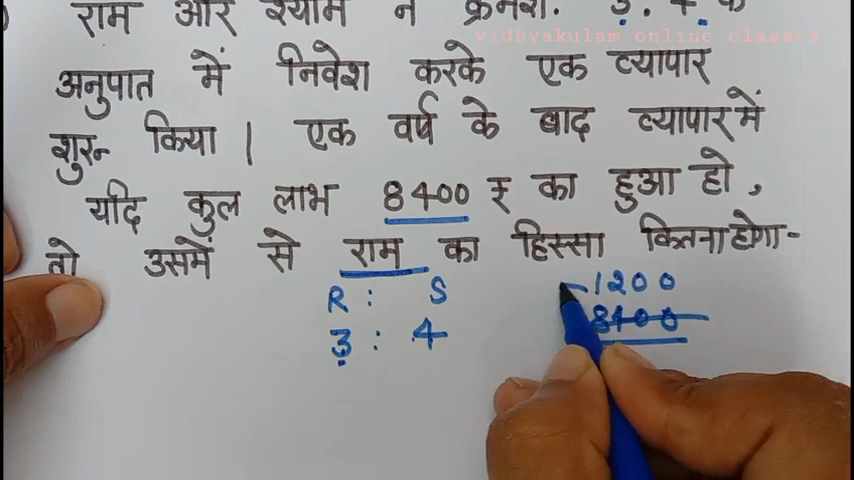 राम और श्याम ने क्रमशः 3 : 4 के
vidhyakulam online classes
अनुपात में निवेश करके एक व्यापार
शुरू किया | एक वर्ष के बाद व्यापार में
यदि कुल लाभ 8400 ₹ का हुआ हो ,
तो उसमें से राम का हिस्सा कितना होगा-
R : S
1200
3 : 4
8400